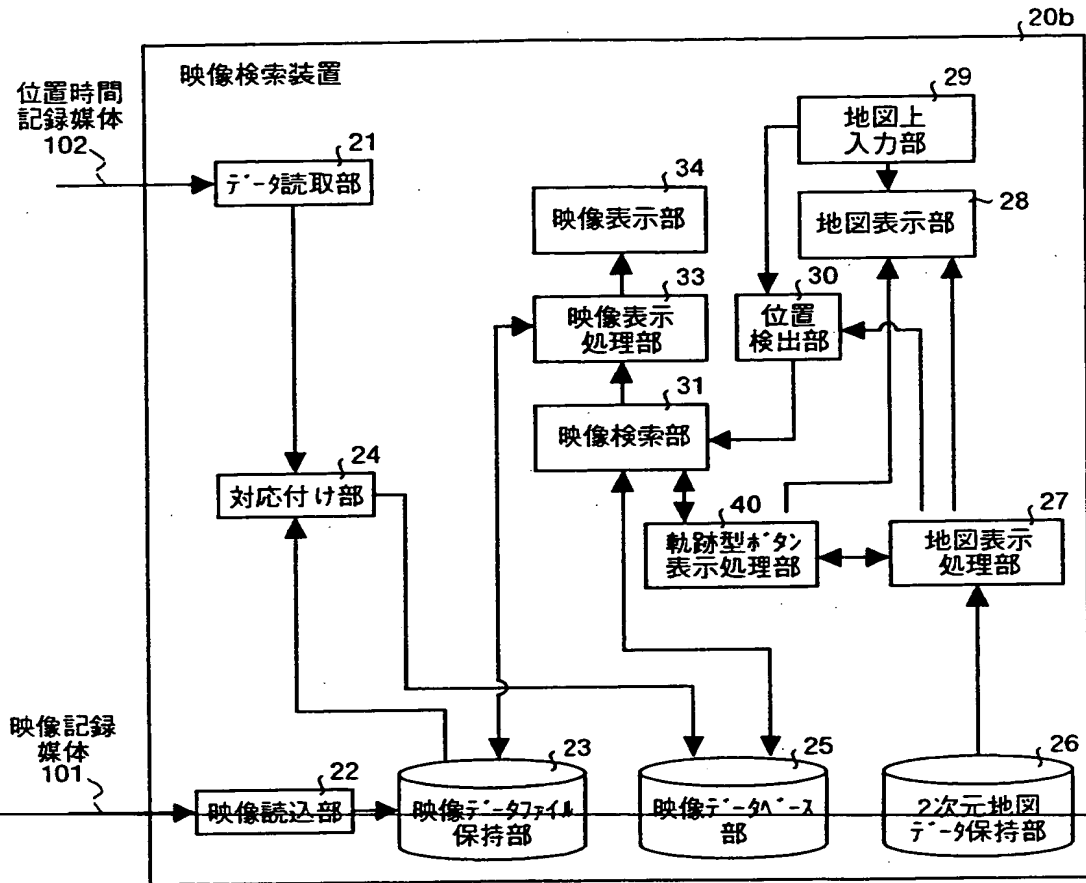 20b
映像検索装置
位置時間
記録媒体
102
21
データ読取部
29
地図上
入力部
34
映像表示部
28
地図表示部
33
映像表示
処理部
30
位置
検出部
31
映像検索部
24
対応付け部
40
軌跡型ボタン
表示処理部
27
地図表示
処理部
映像記録
媒体
101
22
映像読込部
23
映像データファイル
保持部
25
映像データベース
部
26
2次元地図
データ保持部